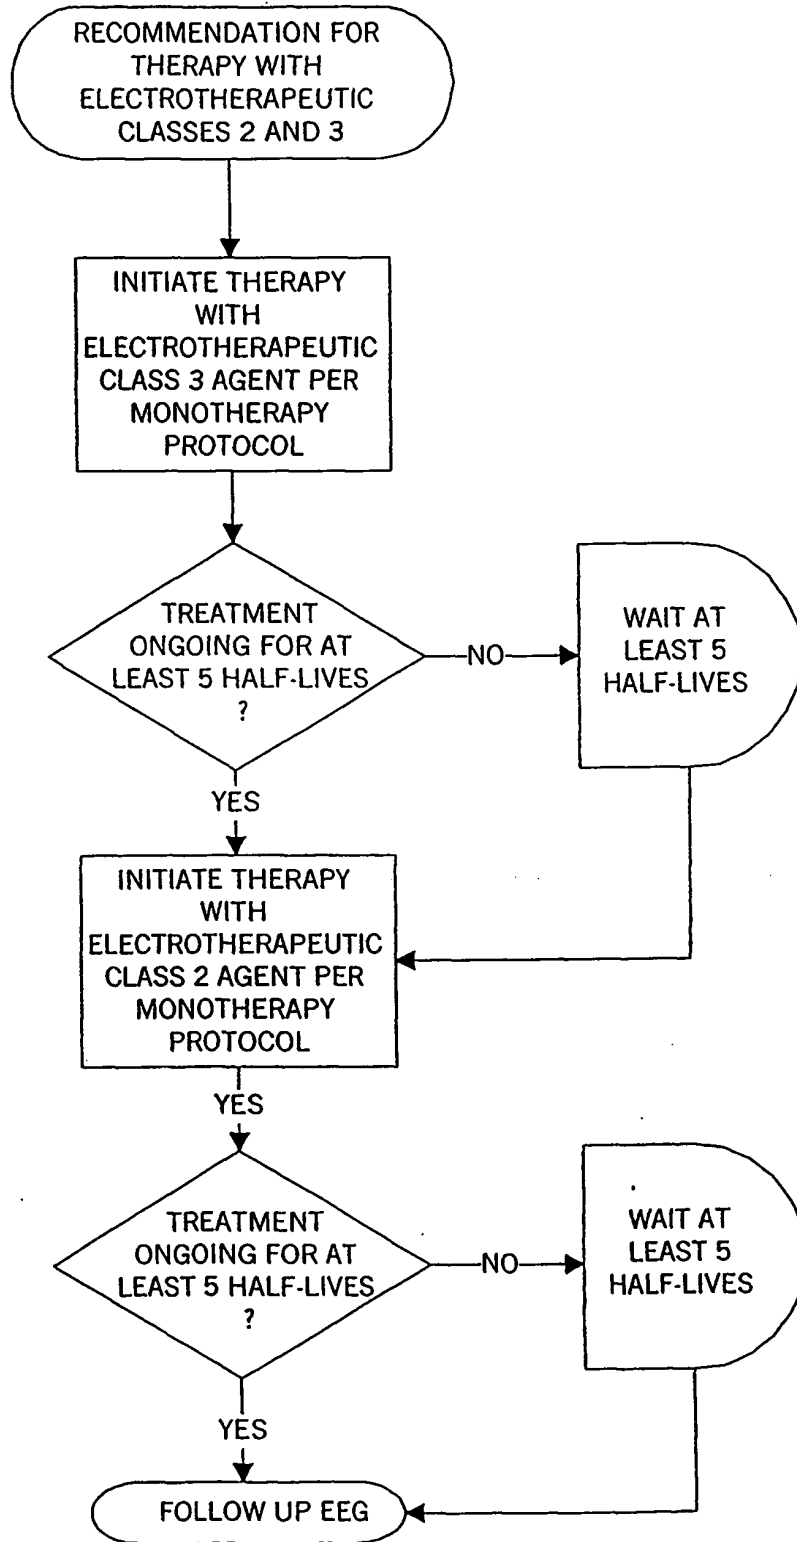 RECOMMENDATION FOR
THERAPY WITH
ELECTROTHERAPEUTIC
CLASSES 2 AND 3
INITIATE THERAPY
WITH
ELECTROTHERAPEUTIC
CLASS 3 AGENT PER
MONOTHERAPY
PROTOCOL
TREATMENT
ONGOING FOR AT
LEAST 5 HALF-LIVES
?
NO
WAIT AT
LEAST 5
HALF-LIVES
YES
INITIATE THERAPY
WITH
ELECTROTHERAPEUTIC
CLASS 2 AGENT PER
MONOTHERAPY
PROTOCOL
YES
TREATMENT
ONGOING FOR AT
LEAST 5 HALF-LIVES
?
NO
WAIT AT
LEAST 5
HALF-LIVES
YES
FOLLOW UP EEG